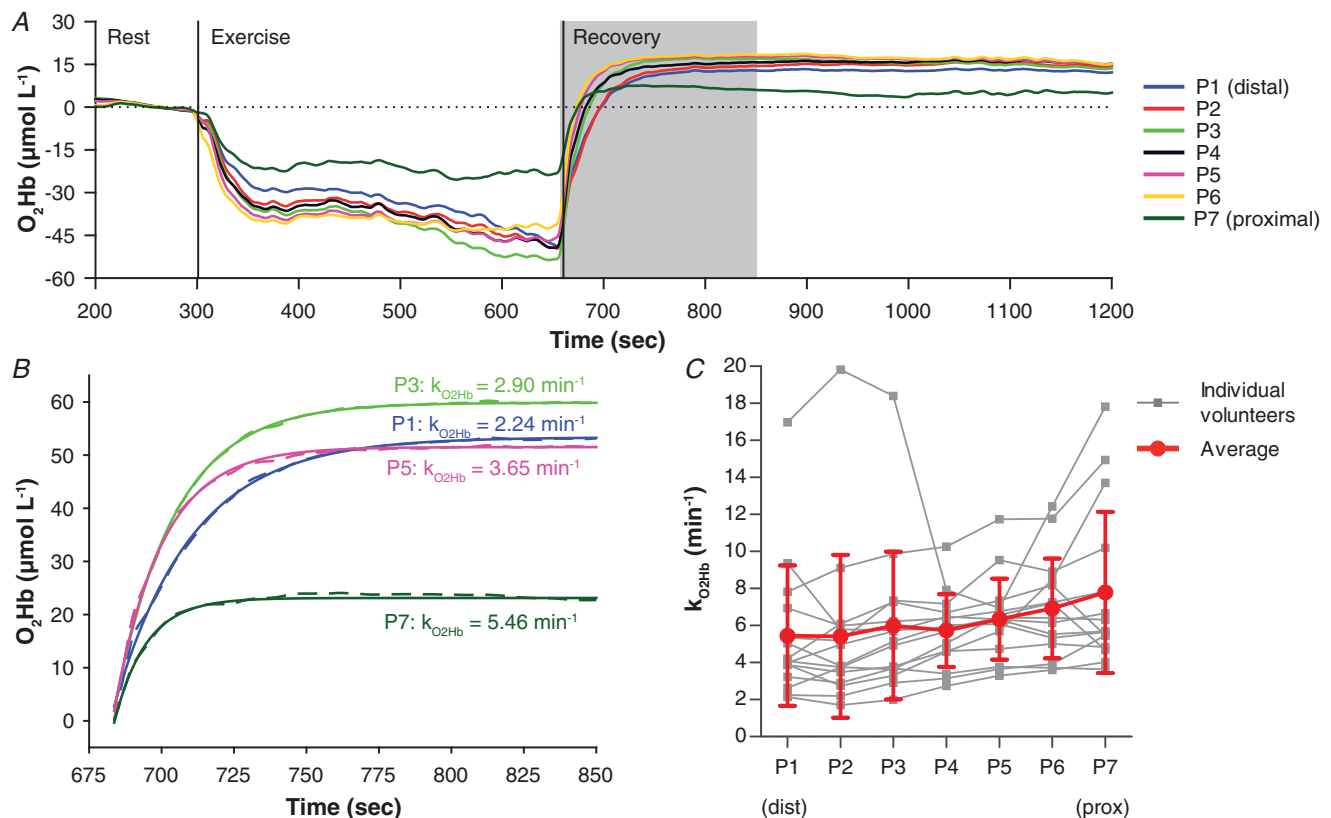 A
Rest
Exercise
Recovery
30
15
0
-15
-30
-45
-60
O2Hb (µmol L-1)
200 300 400 500 600 700 800 900 1000 1100 1200
Time (sec)
P1 (distal)
P2
P3
P4
P5
P6
P7 (proximal)
B
P3: kO2Hb = 2.90 min-1
P1: kO2Hb = 2.24 min-1
P5: kO2Hb = 3.65 min-1
P7: kO2Hb = 5.46 min-1
60
50
40
30
20
10
0
O2Hb (µmol L-1)
675 700 725 750 775 800 825 850
Time (sec)
C
20
18
16
14
12
10
8
6
4
2
0
kO2Hb (min-1)
P1 P2 P3 P4 P5 P6 P7
(dist) (prox)
Individual
volunteers
Average